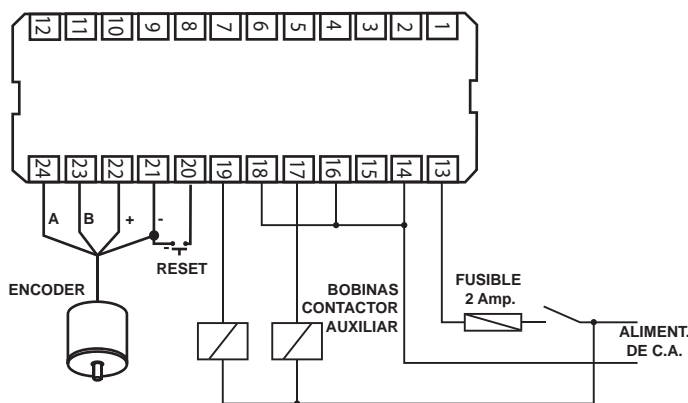 12 11 10 9 8 7 6 5 4 3 2 1
24 23 22 21 20 19 18 17 16 15 14 13
A B + -
RESET
ENCODER
BOBINAS
CONTACTOR
AUXILIAR
FUSIBLE
2 Amp.
ALIMENT.
DE C.A.